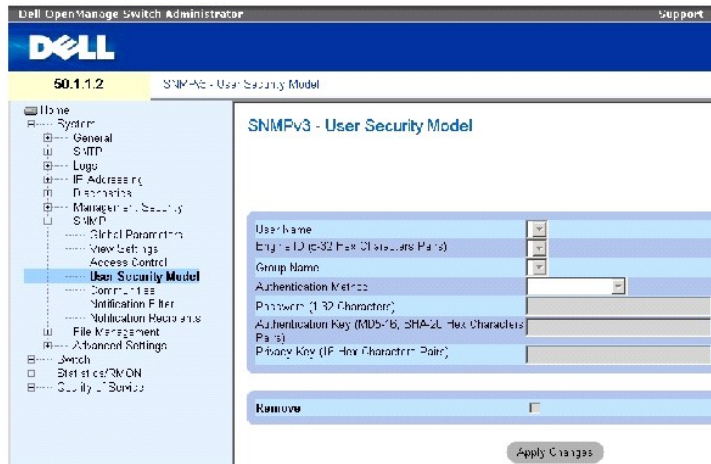 Dell OpenManage Switch Administrator
Support
DELL
50.1.1.2
SNMPv3 - User Security Model
Home
System
General
SNTP
Logs
IP Addressing
Diagnostics
Management Security
SNMP
Global Parameters
View Settings
Access Control
User Security Model
Communities
Notification Filter
Notification Recipients
File Management
Advanced Settings
Switch
Statistics/RMON
Quality of Service
SNMPv3 - User Security Model
User Name
Engine ID (5-32 Hex Characters Pairs)
Group Name
Authentication Method
Password (1-32 Characters)
Authentication Key (MD5-16, SHA-20 Hex Characters
Pairs)
Privacy Key (16 Hex Characters Pairs)
Remove
Apply Changes